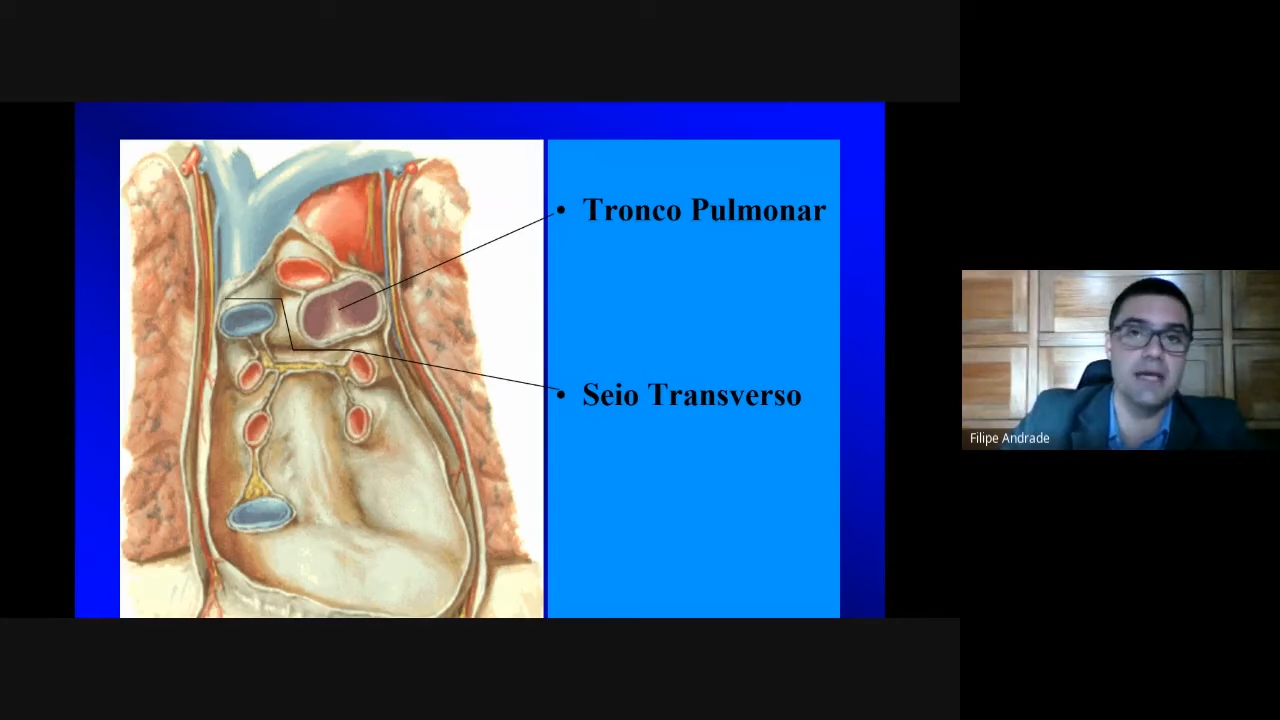 • Tronco Pulmonar
• Seio Transverso
Filipe Andrade